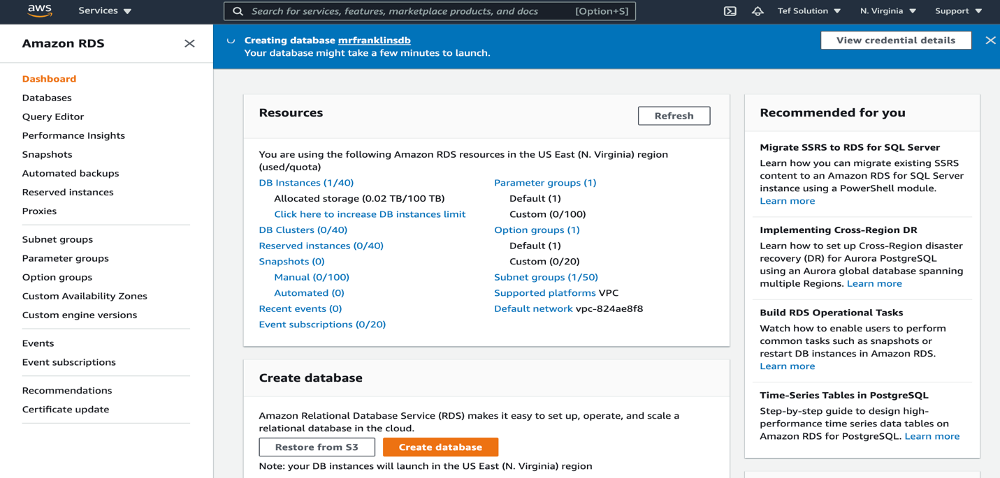 aws
Services
Search for services, features, marketplace products, and docs [Option+S]
Tef Solution
N. Virginia
Support
Amazon RDS
Dashboard
Databases
Query Editor
Performance Insights
Snapshots
Automated backups
Reserved instances
Proxies
Subnet groups
Parameter groups
Option groups
Custom Availability Zones
Custom engine versions
Events
Event subscriptions
Recommendations
Certificate update
Creating database mrfranklinsdb
Your database might take a few minutes to launch.
View credential details
Resources
Refresh
You are using the following Amazon RDS resources in the US East (N. Virginia) region
(used/quota)
DB Instances (1/40)
Allocated storage (0.02 TB/100 TB)
Click here to increase DB instances limit
DB Clusters (0/40)
Reserved instances (0/40)
Snapshots (0)
Manual (0/100)
Automated (0)
Recent events (0)
Event subscriptions (0/20)
Parameter groups (1)
Default (1)
Custom (0/100)
Option groups (1)
Default (1)
Custom (0/20)
Subnet groups (1/50)
Supported platforms VPC
Default network vpc-824ae8f8
Create database
Amazon Relational Database Service (RDS) makes it easy to set up, operate, and scale a
relational database in the cloud.
Restore from S3
Create database
Note: your DB instances will launch in the US East (N. Virginia) region
Recommended for you
Migrate SSRS to RDS for SQL Server
Learn how you can migrate existing SSRS
content to an Amazon RDS for SQL Server
instance using a PowerShell module.
Learn more
Implementing Cross-Region DR
Learn how to set up Cross-Region disaster
recovery (DR) for Aurora PostgreSQL
using an Aurora global database spanning
multiple Regions. Learn more
Build RDS Operational Tasks
Watch how to enable users to perform
common tasks such as snapshots or
restart DB instances in Amazon RDS.
Learn more
Time-Series Tables in PostgreSQL
Step-by-step guide to design high-
performance time series data tables on
Amazon RDS for PostgreSQL. Learn more